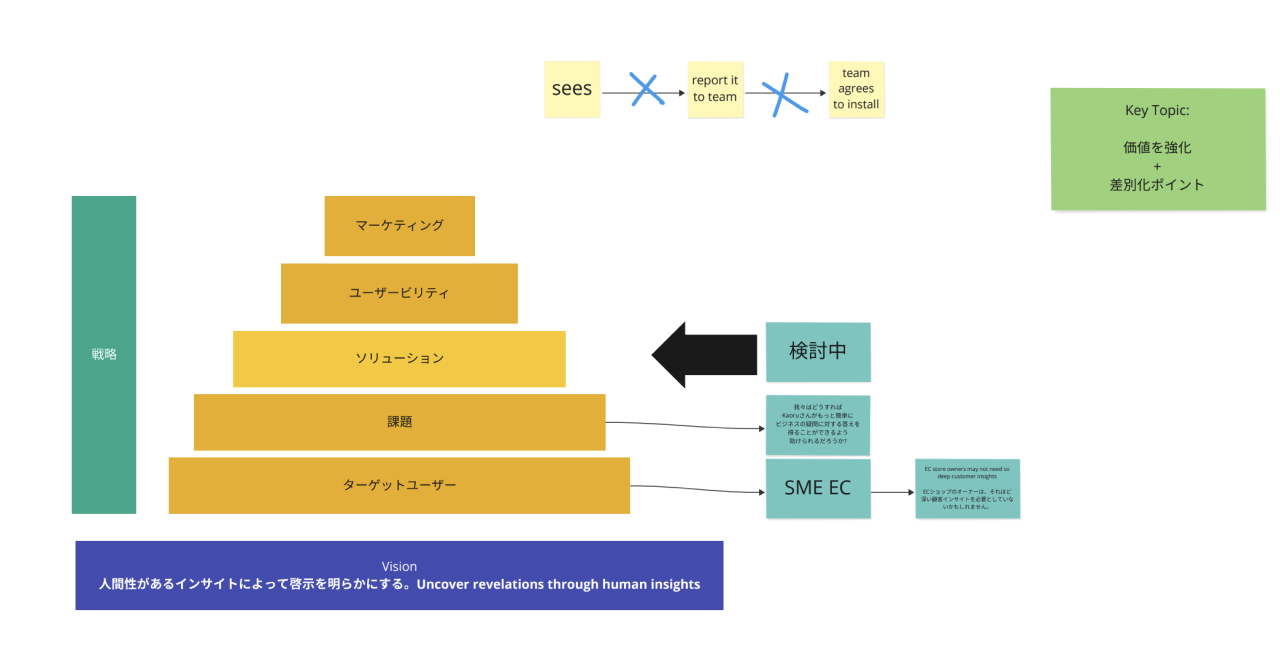 sees
report it
to team
team
agrees
to install
Key Topic:
価値を強化
+
差別化ポイント
戦略
マーケティング
ユーザービリティ
ソリューション
検討中
課題
我々はどうすれば
Kaoruさんがもっと簡単に
ビジネスの疑問に対する答えを
得ることができるよう
助けられるだろうか?
ターゲットユーザー
SME EC
EC store owners may not need so
deep customer insights
ECショップのオーナーは、それほど
深い顧客インサイトを必要としていな
いかもしれません。
Vision
人間性があるインサイトによって啓示を明らかにする。Uncover revelations through human insights